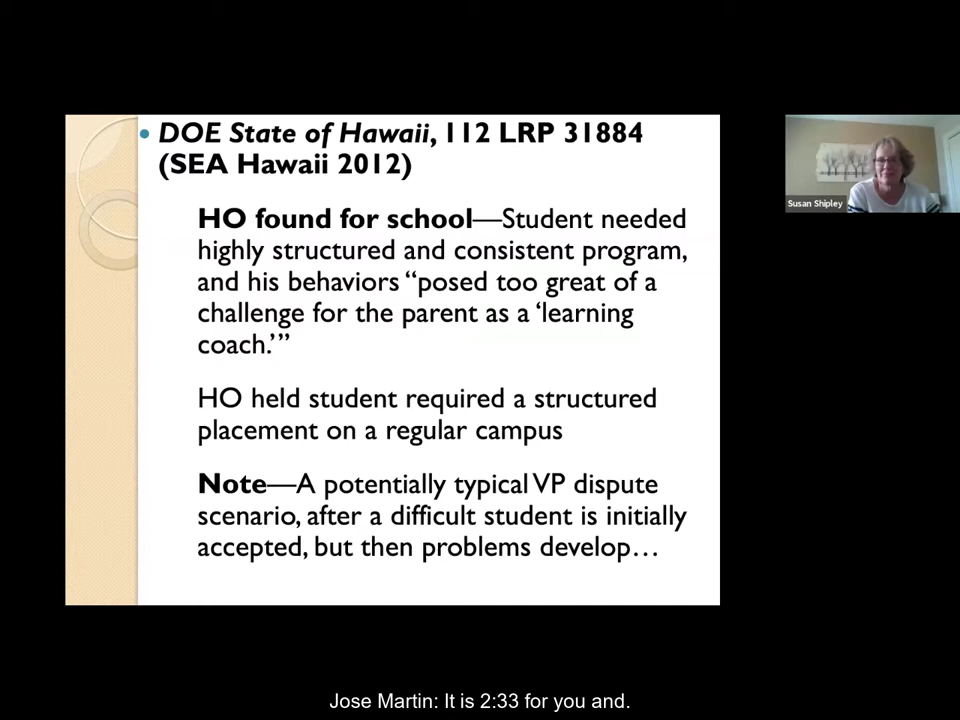 • DOE State of Hawaii, 112 LRP 31884
(SEA Hawaii 2012)
HO found for school—Student needed
highly structured and consistent program,
and his behaviors “posed too great of a
challenge for the parent as a ‘learning
coach.’”
HO held student required a structured
placement on a regular campus
Note—A potentially typical VP dispute
scenario, after a difficult student is initially
accepted, but then problems develop…
Susan Shipley
Jose Martin: It is 2:33 for you and.